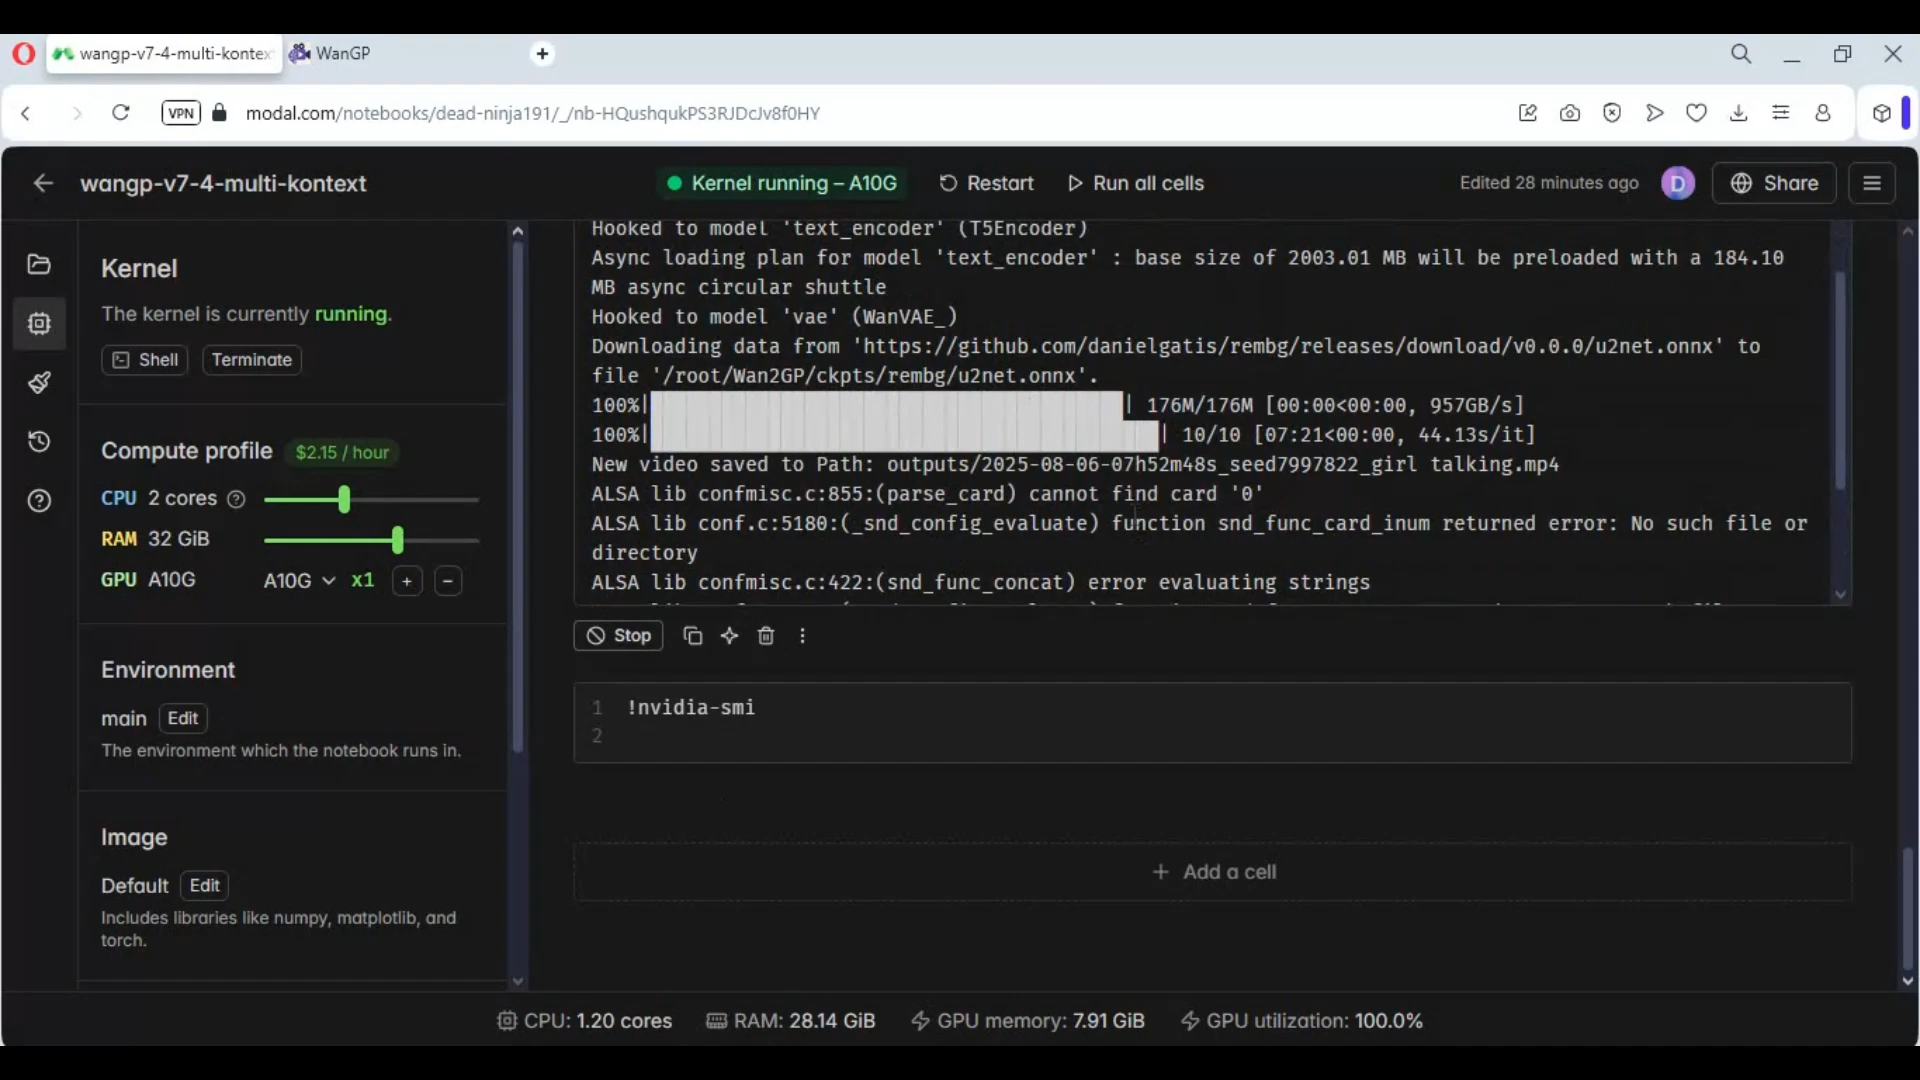 wangp-v7-4-multi-kontex
WanGP
VPN
modal.com/notebooks/dead-ninja191/_/nb-HQushqukPS3RJDcJv8f0HY
wangp-v7-4-multi-kontext
Kernel running – A10G
Restart
Run all cells
Edited 28 minutes ago
D
Share
Kernel
The kernel is currently running.
Shell
Terminate
Compute profile
$2.15 / hour
CPU 2 cores
RAM 32 GiB
GPU A10G
A10G
x1
+
−
Environment
main
Edit
The environment which the notebook runs in.
Image
Default
Edit
Includes libraries like numpy, matplotlib, and
torch.
Hooked to model 'text_encoder' (T5Encoder)
Async loading plan for model 'text_encoder' : base size of 2003.01 MB will be preloaded with a 184.10
MB async circular shuttle
Hooked to model 'vae' (WanVAE_)
Downloading data from 'https://github.com/danielgatis/rembg/releases/download/v0.0.0/u2net.onnx' to
file '/root/Wan2GP/ckpts/rembg/u2net.onnx'.
100%| | 176M/176M [00:00<00:00, 957GB/s]
100%| | 10/10 [07:21<00:00, 44.13s/it]
New video saved to Path: outputs/2025-08-06-07h52m48s_seed7997822_girl talking.mp4
ALSA lib confmisc.c:855:(parse_card) cannot find card '0'
ALSA lib conf.c:5180:(_snd_config_evaluate) function snd_func_card_inum returned error: No such file or
directory
ALSA lib confmisc.c:422:(snd_func_concat) error evaluating strings
Stop
1 !nvidia-smi
2
+ Add a cell
CPU: 1.20 cores
RAM: 28.14 GiB
GPU memory: 7.91 GiB
GPU utilization: 100.0%